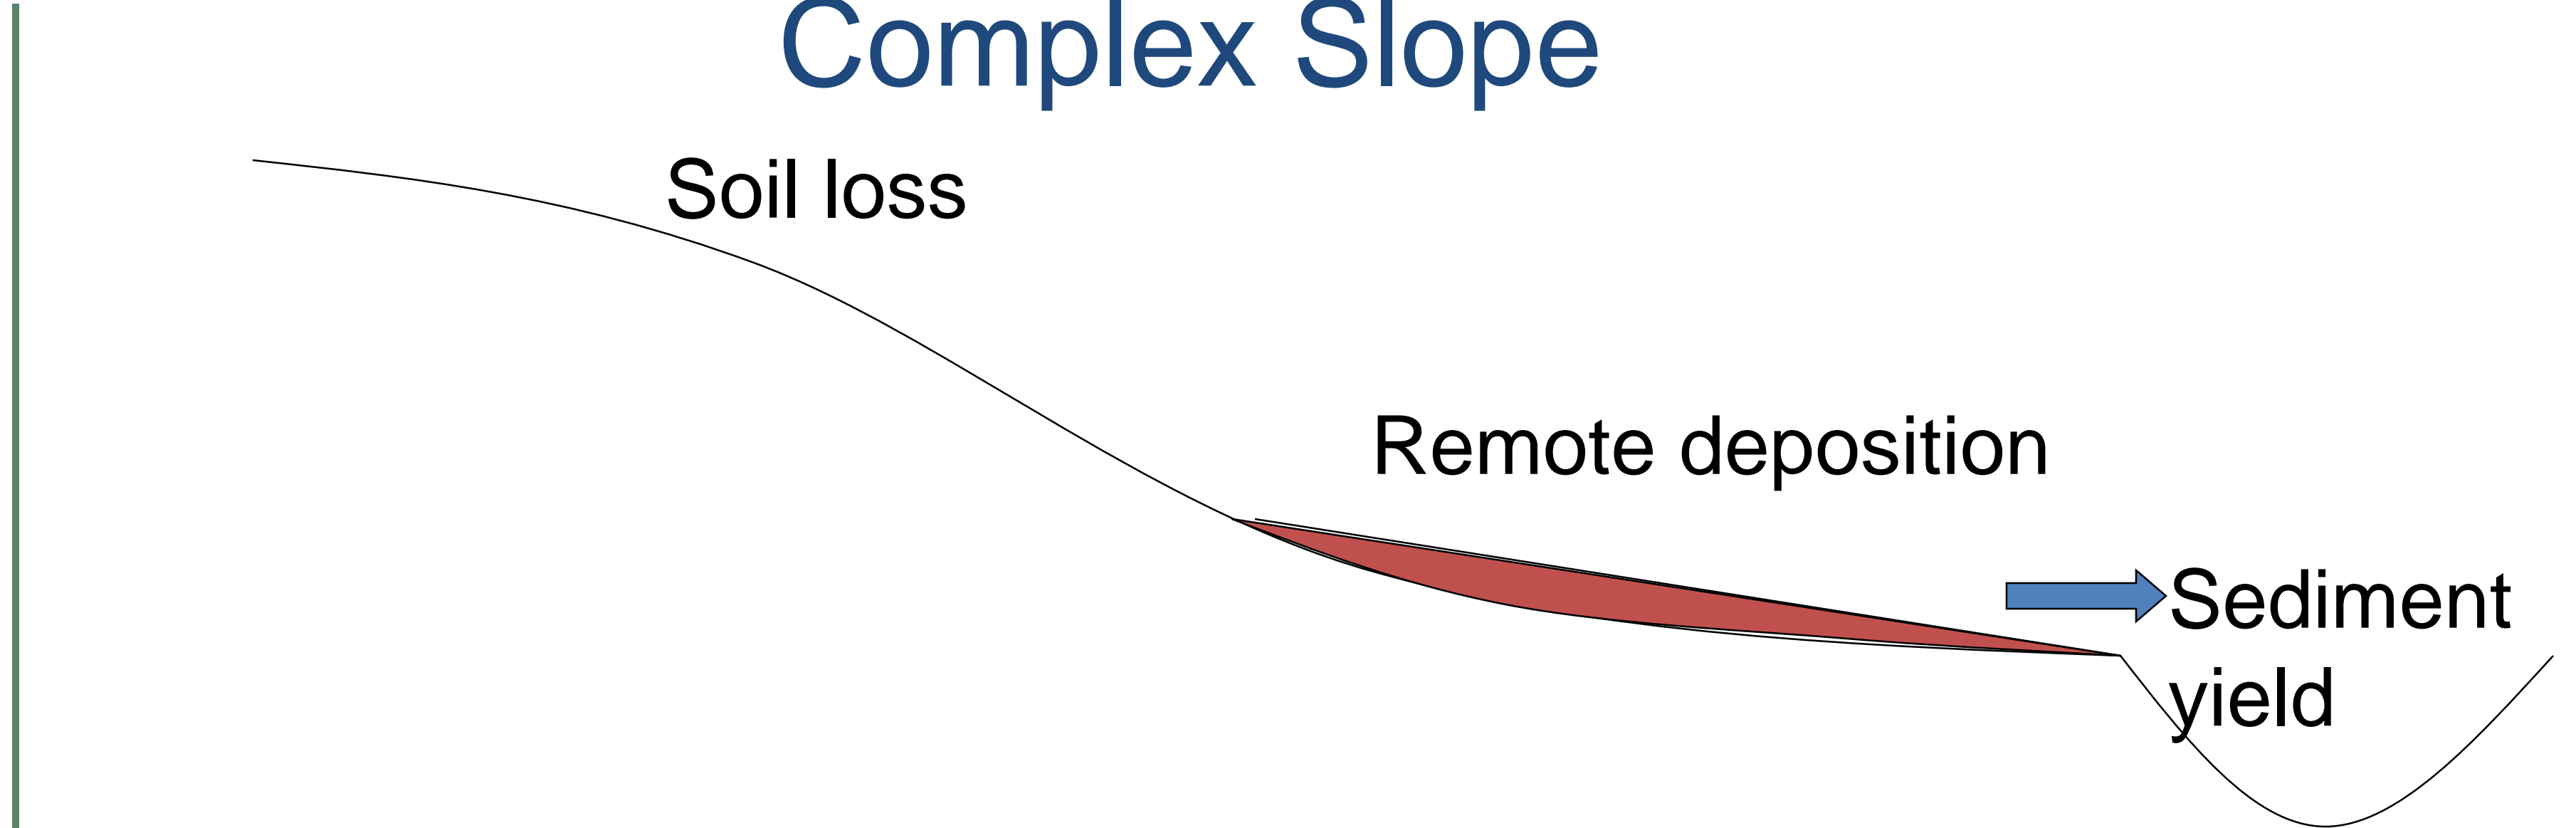 Complex Slope
Soil loss
Remote deposition
Sediment
yield